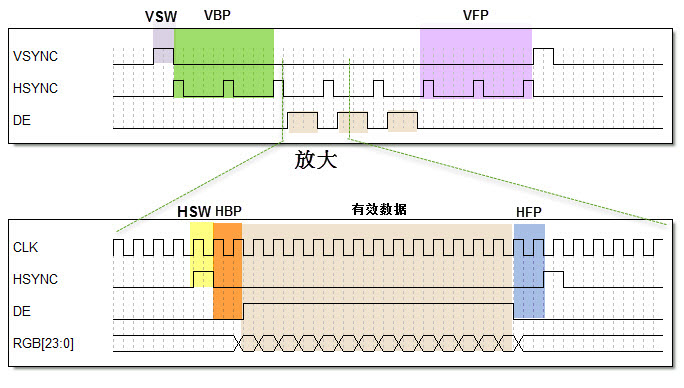 VSW VBP VFP
VSYNC
HSYNC
DE
放大
HSW HBP 有效数据 HFP
CLK
HSYNC
DE
RGB[23:0]